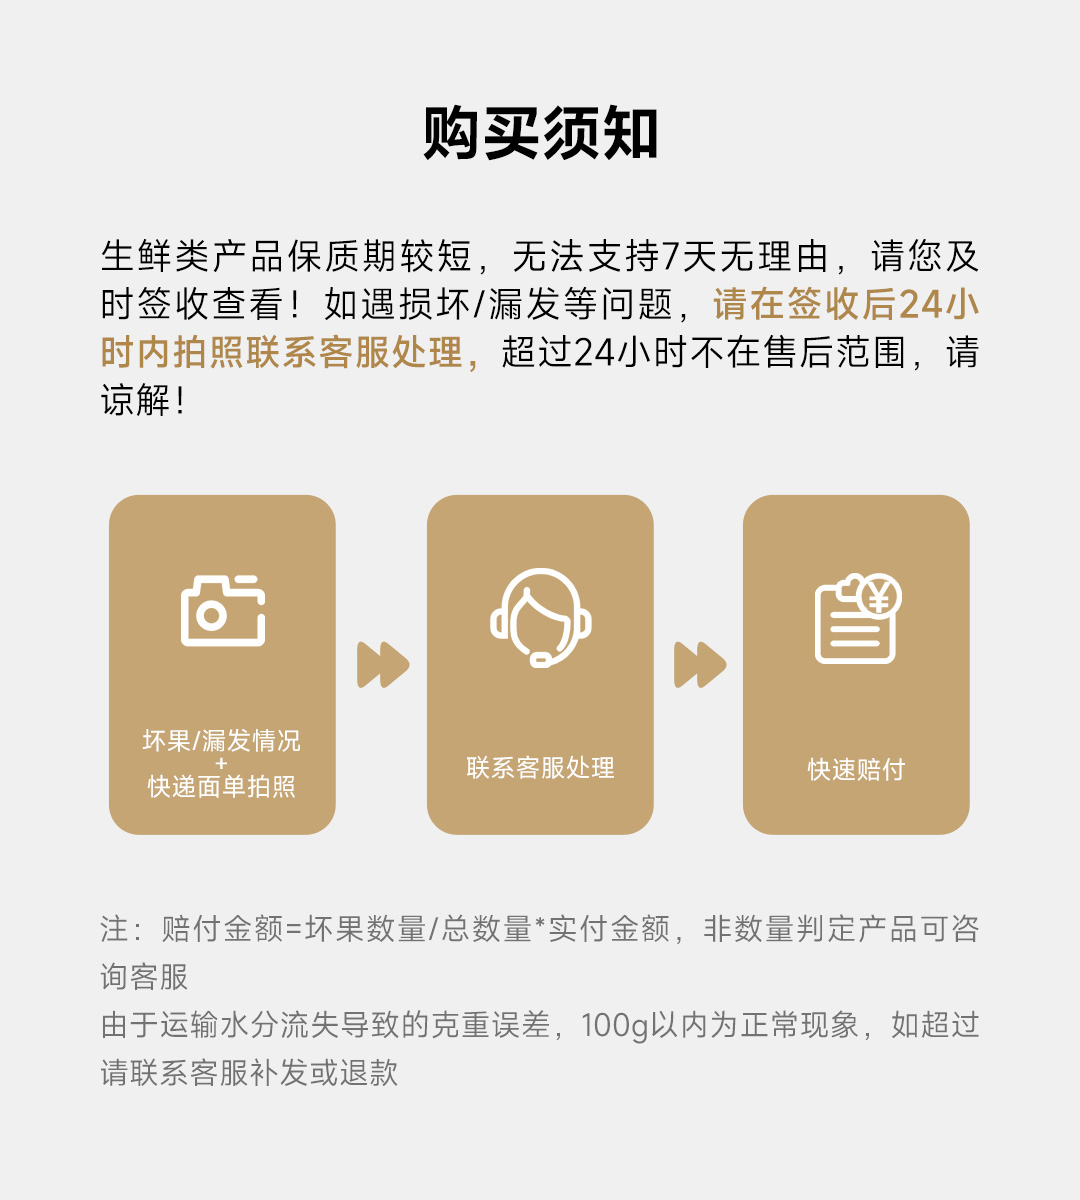 购买须知
生鲜类产品保质期较短，无法支持7天无理由，请您及
时签收查看！如遇损坏/漏发等问题，请在签收后24小
时内拍照联系客服处理，超过24小时不在售后范围，请
谅解！
坏果/漏发情况
+
快递面单拍照
联系客服处理
快速赔付
注：赔付金额=坏果数量/总数量*实付金额，非数量判定产品可咨
询客服
由于运输水分流失导致的克重误差，100g以内为正常现象，如超过
请联系客服补发或退款